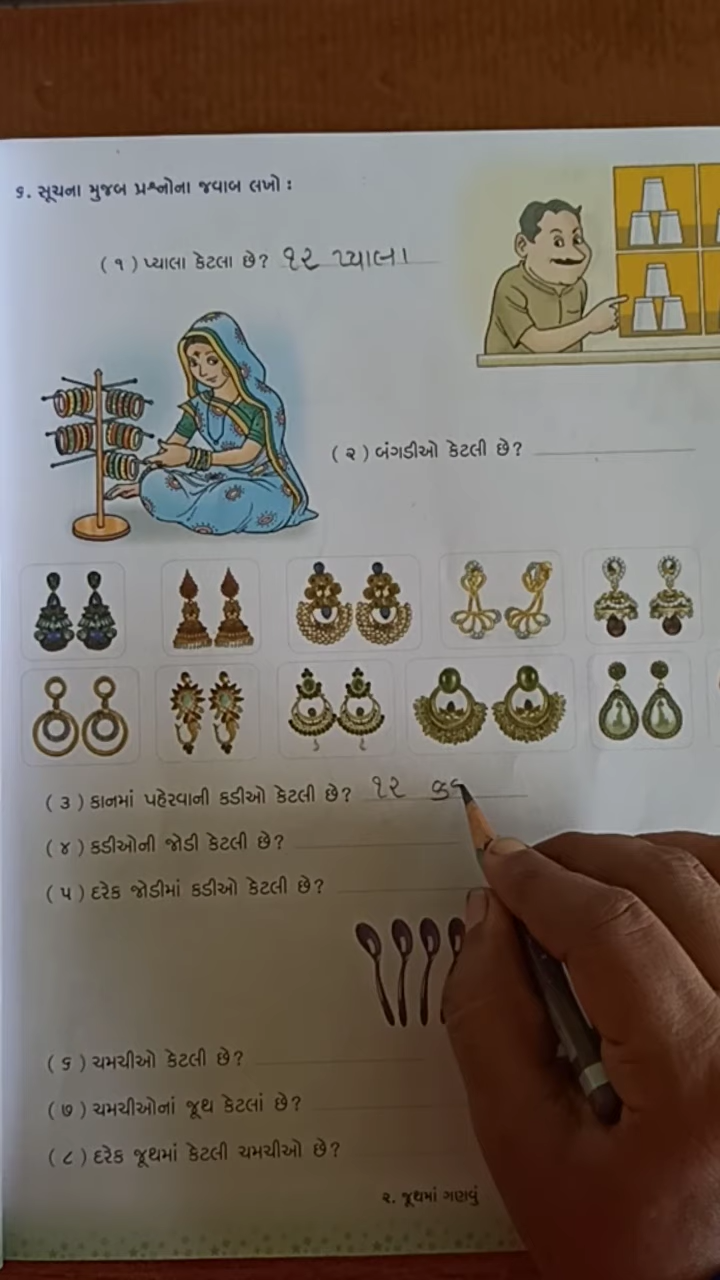 ૬. સૂચના મુજબ પ્રશ્નોના જવાબ લખો :
( ૧ ) પ્યાલા કેટલા છે? ૧૨ પ્યાલા
( ૨ ) બંગડીઓ કેટલી છે?
( ૩ ) કાનમાં પહેરવાની કડીઓ કેટલી છે? ૧૨ ક
( ૪ ) કડીઓની જોડી કેટલી છે?
( ૫ ) દરેક જોડીમાં કડીઓ કેટલી છે?
( ૬ ) ચમચીઓ કેટલી છે?
( ૭ ) ચમચીઓનાં જૂથ કેટલાં છે?
( ૮ ) દરેક જૂથમાં કેટલી ચમચીઓ છે?
૨. જૂથમાં ગણવું